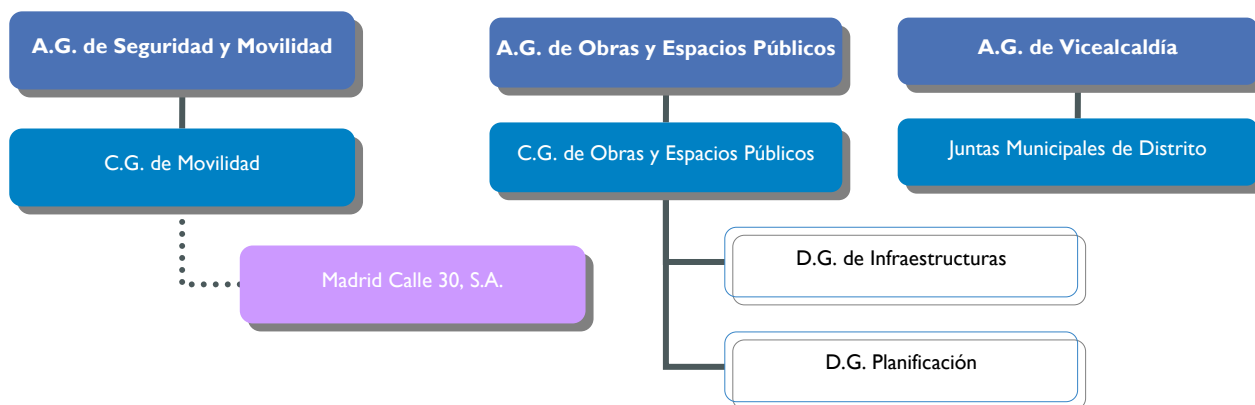 A.G. de Seguridad y Movilidad
A.G. de Obras y Espacios Públicos
A.G. de Vicealcaldía
C.G. de Movilidad
C.G. de Obras y Espacios Públicos
Juntas Municipales de Distrito
Madrid Calle 30, S.A.
D.G. de Infraestructuras
D.G. Planificación